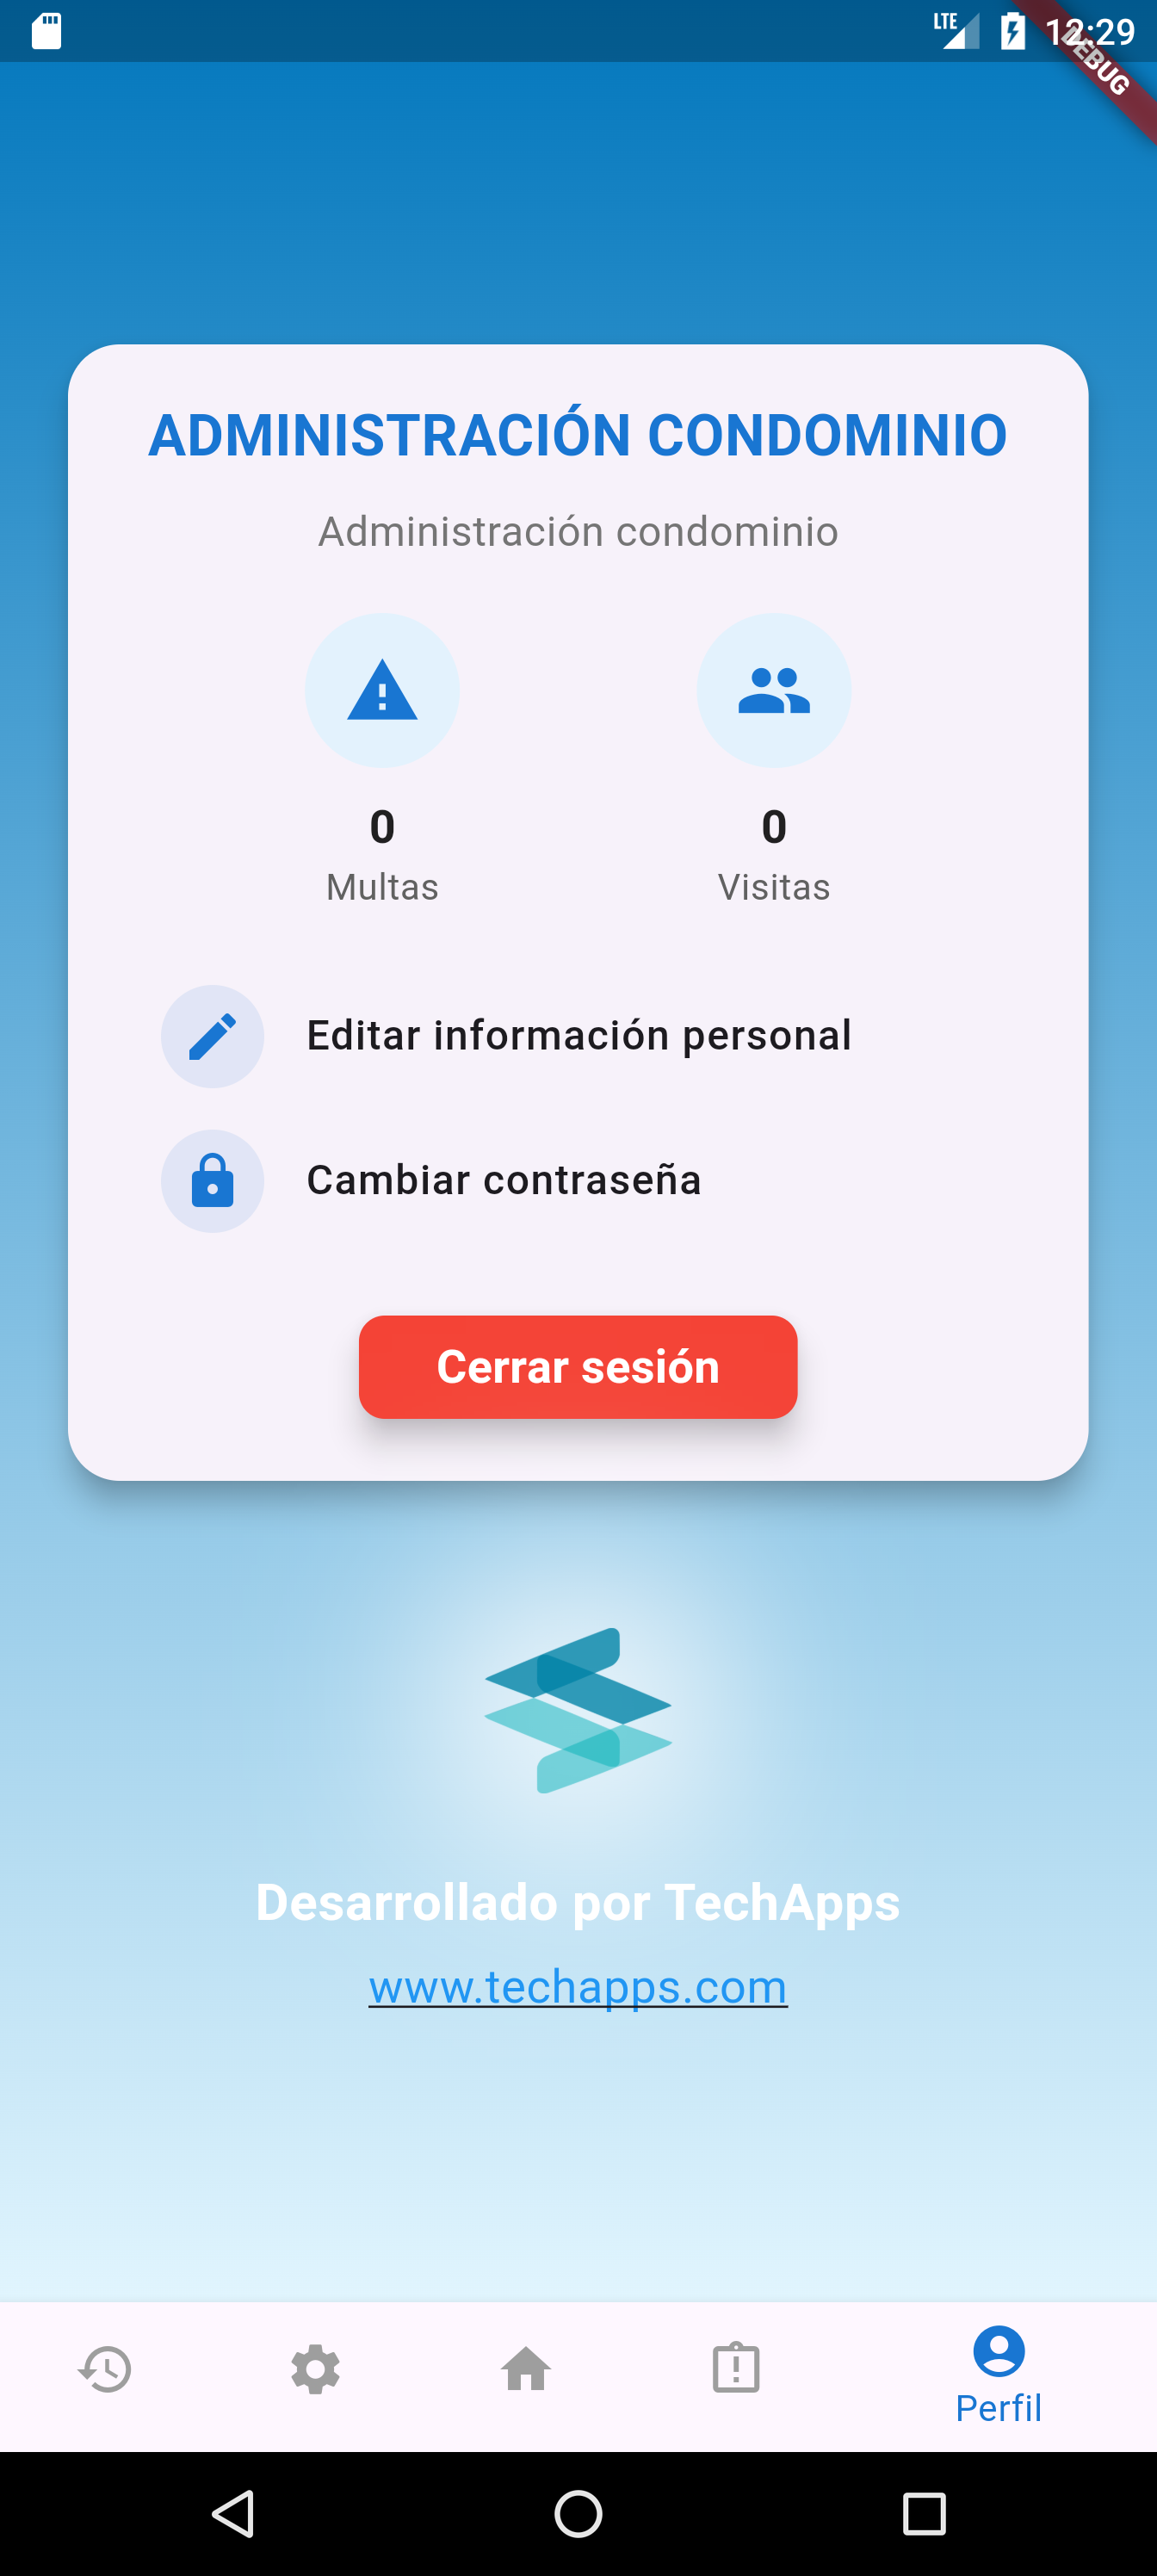 LTE 12:29
DEBUG
ADMINISTRACIÓN CONDOMINIO
Administración condominio
0 0
Multas Visitas
Editar información personal
Cambiar contraseña
Cerrar sesión
Desarrollado por TechApps
www.techapps.com
Perfil